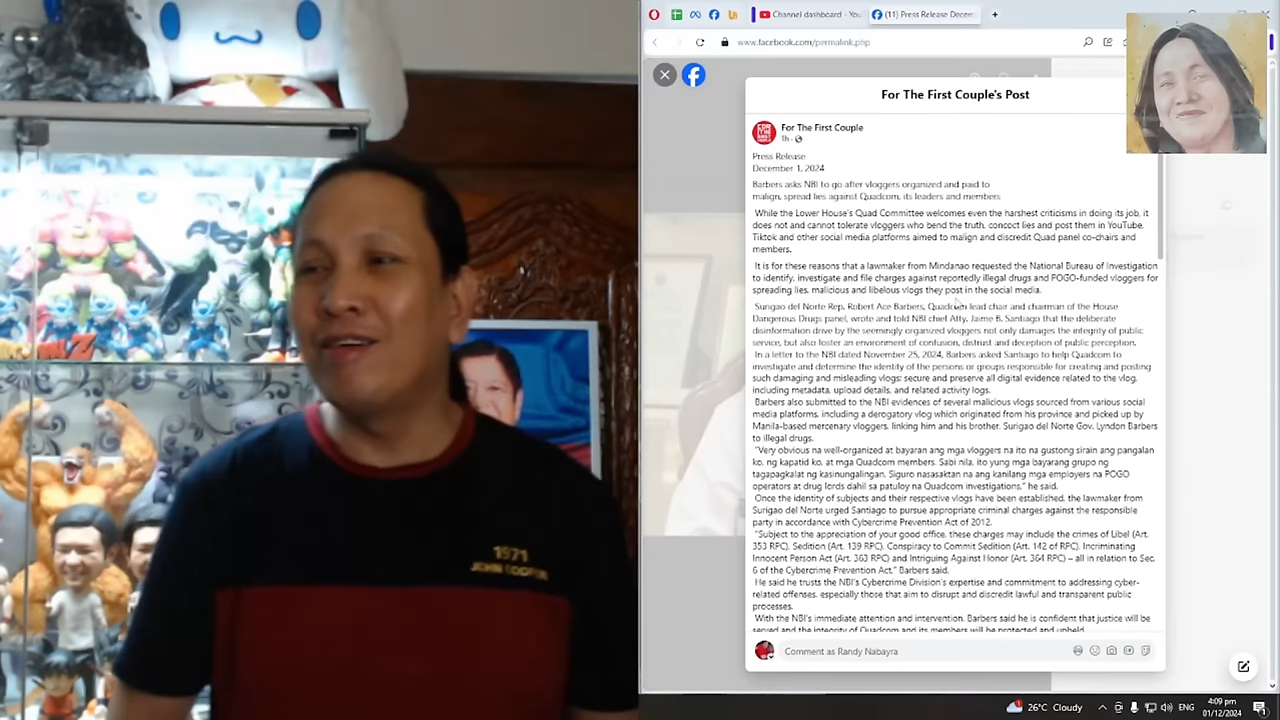 Channel dashboard - You
(11) Press Release Decem
www.facebook.com/permalink.php
For The First Couple's Post
For The First Couple
1h
Press Release
December 1, 2024
Barbers asks NBI to go after vloggers organized and paid to
malign, spread lies against Quadcom, its leaders and members
While the Lower House's Quad Committee welcomes even the harshest criticisms in doing its job, it
does not and cannot tolerate vloggers who bend the truth, concoct lies and post them in YouTube,
Tiktok and other social media platforms aimed to malign and discredit Quad panel co-chairs and
members.
It is for these reasons that a lawmaker from Mindanao requested the National Bureau of Investigation
to identify, investigate and file charges against reportedly illegal drugs and POGO-funded vloggers for
spreading lies, malicious and libelous vlogs they post in the social media.
Surigao del Norte Rep. Robert Ace Barbers, Quadcom lead chair and chairman of the House
Dangerous Drugs panel, wrote and told NBI chief Atty. Jaime B. Santiago that the deliberate
disinformation drive by the seemingly organized vloggers not only damages the integrity of public
service, but also foster an environment of confusion, distrust and deception of public perception.
In a letter to the NBI dated November 25, 2024, Barbers asked Santiago to help Quadcom to
investigate and determine the identity of the persons or groups responsible for creating and posting
such damaging and misleading vlogs; secure and preserve all digital evidence related to the vlog,
including metadata, upload details, and related activity logs.
Barbers also submitted to the NBI evidences of several malicious vlogs sourced from various social
media platforms, including a derogatory vlog which originated from his province and picked up by
Manila-based mercenary vloggers, linking him and his brother, Surigao del Norte Gov. Lyndon Barbers
to illegal drugs.
"Very obvious na well-organized at bayaran ang mga vloggers na ito na gustong sirain ang pangalan
ko, ng kapatid ko, at mga Quadcom members. Sabi nila, ito yung mga bayarang grupo ng
tagapagkalat ng kasinungalingan. Siguro nasasaktan na ang kanilang mga employers na POGO
operators at drug lords dahil sa patuloy na Quadcom investigations," he said.
Once the identity of subjects and their respective vlogs have been established, the lawmaker from
Surigao del Norte urged Santiago to pursue appropriate criminal charges against the responsible
party in accordance with Cybercrime Prevention Act of 2012.
"Subject to the appreciation of your good office, these charges may include the crimes of Libel (Art.
353 RPC), Sedition (Art. 139 RPC), Conspiracy to Commit Sedition (Art. 142 of RPC), Incriminating
Innocent Person Act (Art. 363 RPC) and Intriguing Against Honor (Art. 364 RPC) – all in relation to Sec.
6 of the Cybercrime Prevention Act," Barbers said.
He said he trusts the NBI's Cybercrime Division's expertise and commitment to addressing cyber-
related offenses, especially those that aim to disrupt and discredit lawful and transparent public
processes.
With the NBI's immediate attention and intervention, Barbers said he is confident that justice will be
served and the integrity of Quadcom and its members will be protected and upheld.
Comment as Randy Nabayra
26°C Cloudy
ENG
4:09 pm
01/12/2024
1971